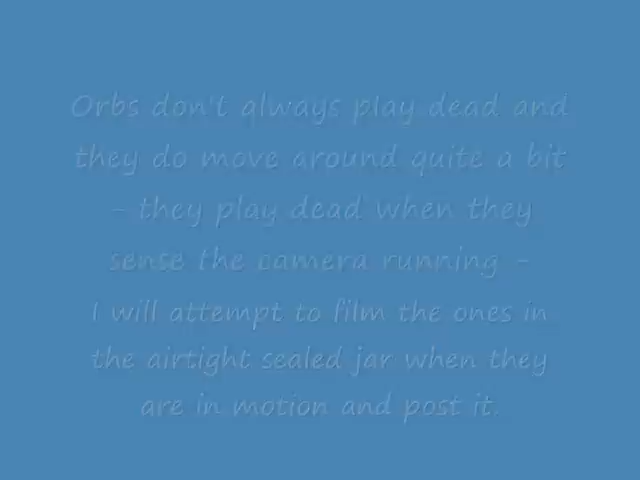 Orbs don't always play dead and
they do move around quite a bit
- they play dead when they
sense the camera running -
I will attempt to film the ones in
the airtight sealed jar when they
are in motion and post it.